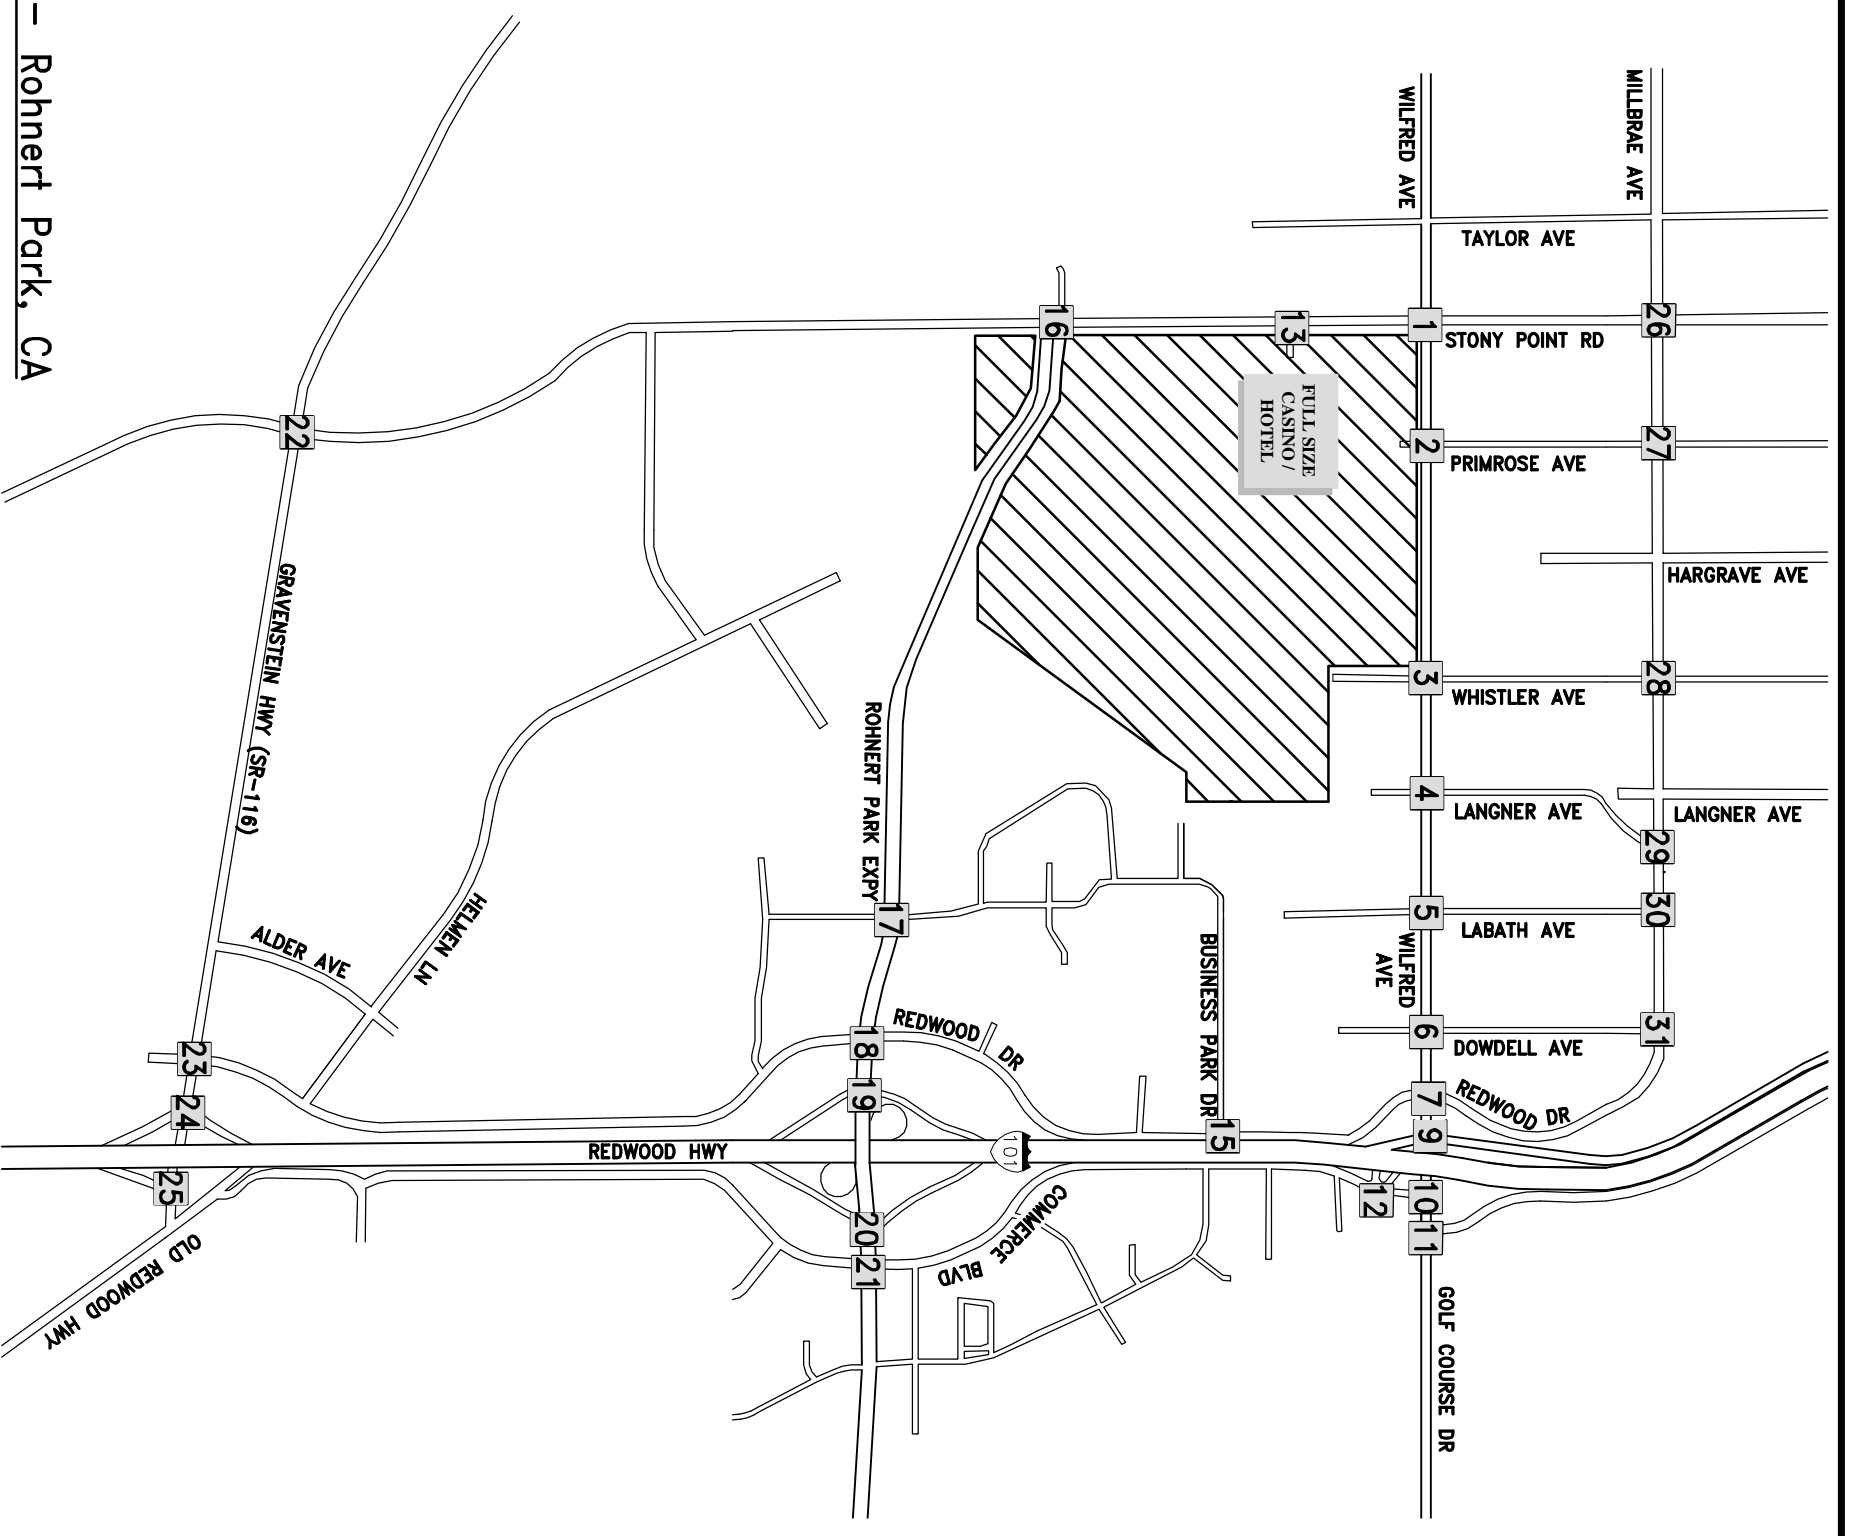 - Rohnert Park, CA
MILLBRAE AVE
WILFRED AVE
TAYLOR AVE
26
1
13
16
STONY POINT RD
27
2
PRIMROSE AVE
FULL SIZE
CASINO /
HOTEL
22
HARGRAVE AVE
GRAVENSTEIN HWY (SR-116)
28
3
WHISTLER AVE
4
LANGNER AVE
LANGNER AVE
29
ROHNERT PARK EXPY
30
5
LABATH AVE
17
HELMEN LN
ALDER AVE
WILFRED
AVE
BUSINESS PARK DR
31
6
DOWDELL AVE
REDWOOD DR
18
23
REDWOOD DR
7
19
24
9
15
101
REDWOOD HWY
25
10
12
11
20
21
COMMERCE BLVD
OLD REDWOOD HWY
GOLF COURSE DR